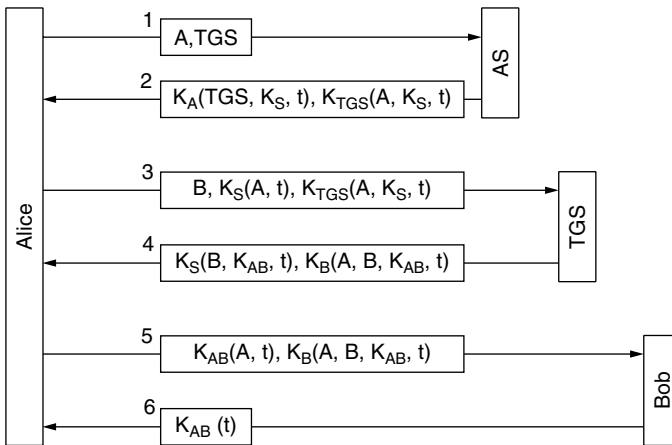 1
A,TGS
AS
2
K_A(TGS, K_S, t), K_TGS(A, K_S, t)
3
B, K_S(A, t), K_TGS(A, K_S, t)
Alice
TGS
4
K_S(B, K_AB, t), K_B(A, B, K_AB, t)
5
K_AB(A, t), K_B(A, B, K_AB, t)
Bob
6
K_AB (t)